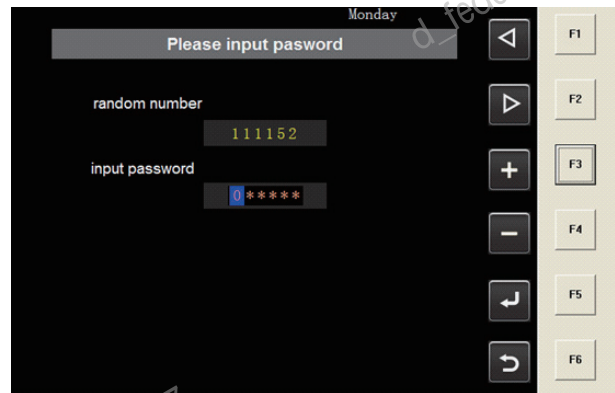 Monday
Please input pasword
random number
111152
input password
0*****
F1
F2
F3
F4
F5
F6